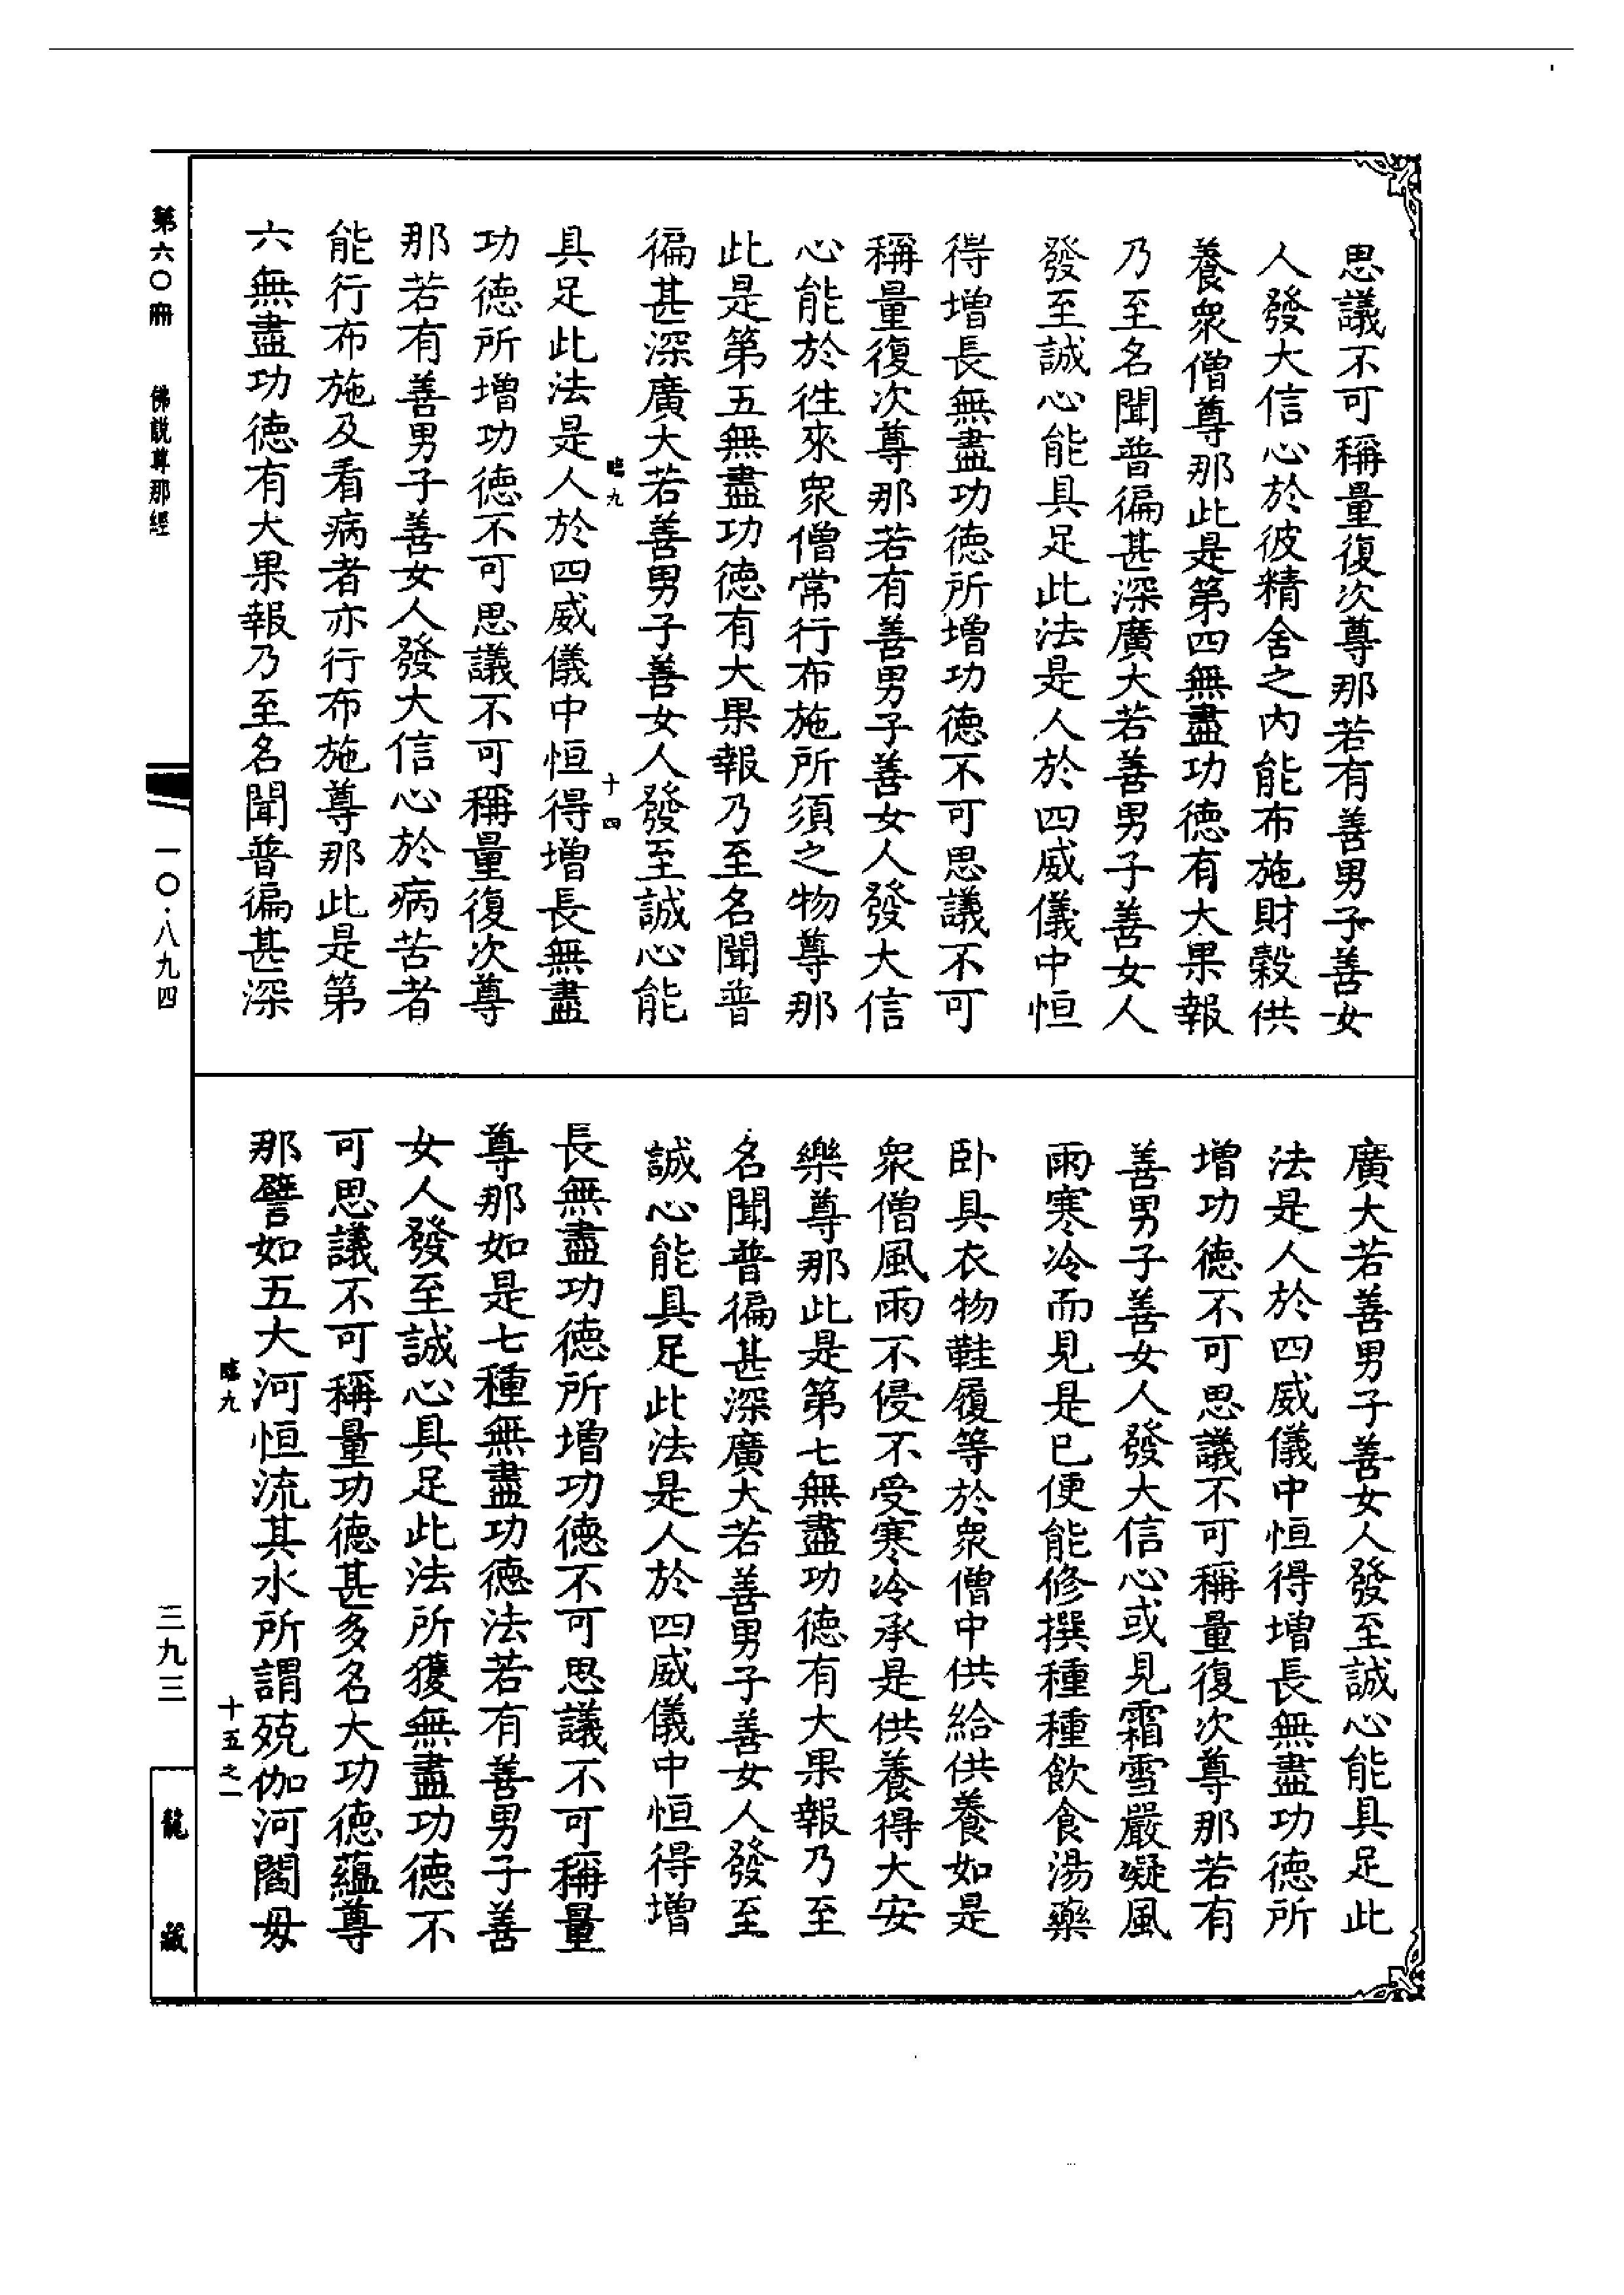 思議不可稱量復次尊那若有善男子善女
人發大信心於彼精舍之內能布施財穀供
養衆僧尊那此是第四無盡功德有大果報
乃至名聞普徧甚深廣大若善男子善女人
發至誠心能具足此法是人於四威儀中恒
得增長無盡功德所增功德不可思議不可
稱量復次尊那若有善男子善女人發大信
心能於往來衆僧常行布施所須之物尊那
此是第五無盡功德有大果報乃至名聞普
徧甚深廣大若善男子善女人發至誠心能
臨九 十四
具足此法是人於四威儀中恒得增長無盡
功德所增功德不可思議不可稱量復次尊
那若有善男子善女人發大信心於病苦者
能行布施及看病者亦行布施尊那此是第
六無盡功德有大果報乃至名聞普徧甚深
廣大若善男子善女人發至誠心能具足此
法是人於四威儀中恒得增長無盡功德所
增功德不可思議不可稱量復次尊那若有
善男子善女人發大信心或見霜雪嚴凝風
雨寒冷而見是已便能修撰種種飲食湯藥
卧具衣物鞋履等於衆僧中供給供養如是
衆僧風雨不侵不受寒冷承是供養得大安
樂尊那此是第七無盡功德有大果報乃至
名聞普徧甚深廣大若善男子善女人發至
誠心能具足此法是人於四威儀中恒得增
長無盡功德所增功德不可思議不可稱量
尊那如是七種無盡功德法若有善男子善
女人發至誠心具足此法所獲無盡功德不
可思議不可稱量功德甚多名大功德蘊尊
那譬如五大河恒流其水所謂殑伽河閻毋
臨九 十五之一
第六〇冊 佛説尊那經 一〇·八九四 三九三
龍藏